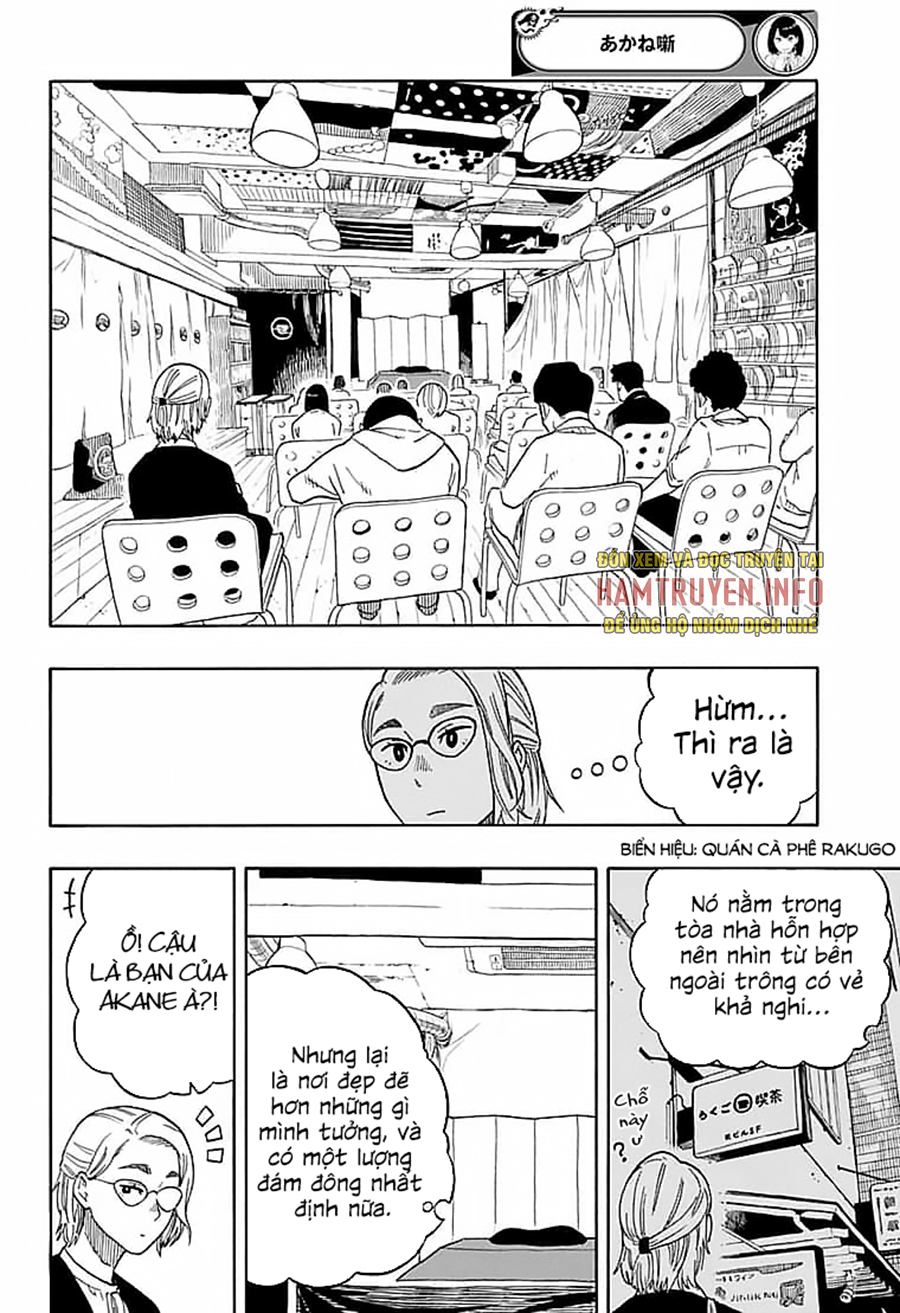 あかね噺
ĐÓN XEM VÀ ĐỌC TRUYỆN TẠI
HAMTRUYEN.INFO
ĐỂ ỦNG HỘ NHÓM DỊCH NHÉ
Hừm...
Thì ra là
vậy.
BIỂN HIỆU: QUÁN CÀ PHÊ RAKUGO
Nó nằm trong
tòa nhà hỗn hợp
nên nhìn từ bên
ngoài trông có vẻ
khả nghi...
Chỗ
này ư
?
らくご 喫茶
Nhưng lại
là nơi đẹp đẽ
hơn những gì
mình tưởng, và
có một lượng
đám đông nhất
định nữa.
Ồ! CẬU
LÀ BẠN CỦA
AKANE À?!